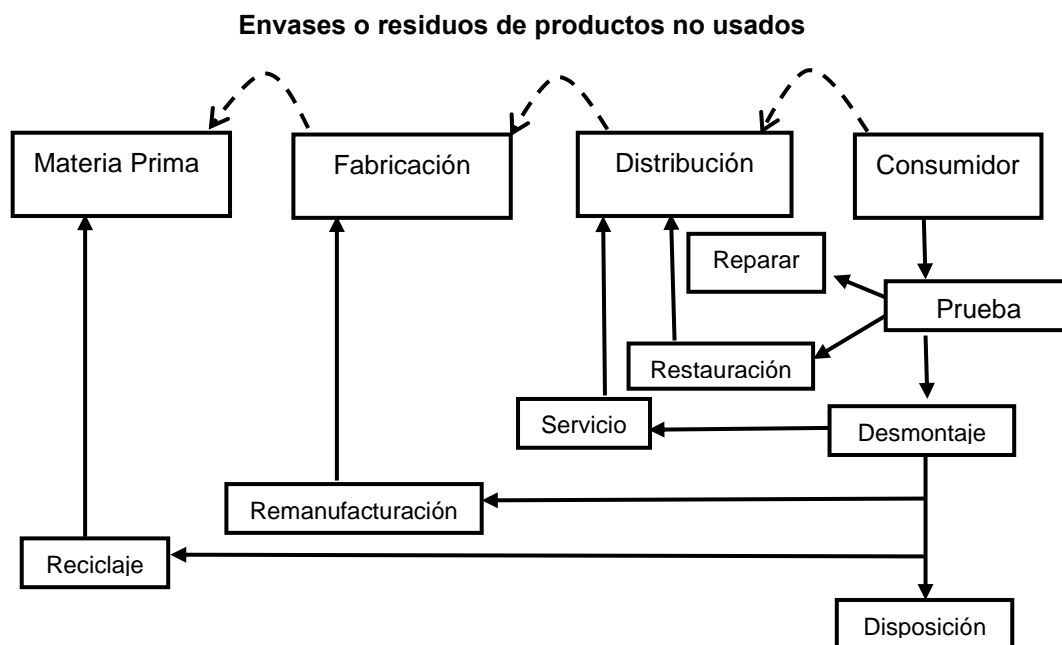 Envases o residuos de productos no usados
Materia Prima
Fabricación
Distribución
Consumidor
Reparar
Prueba
Restauración
Servicio
Desmontaje
Remanufacturación
Reciclaje
Disposición